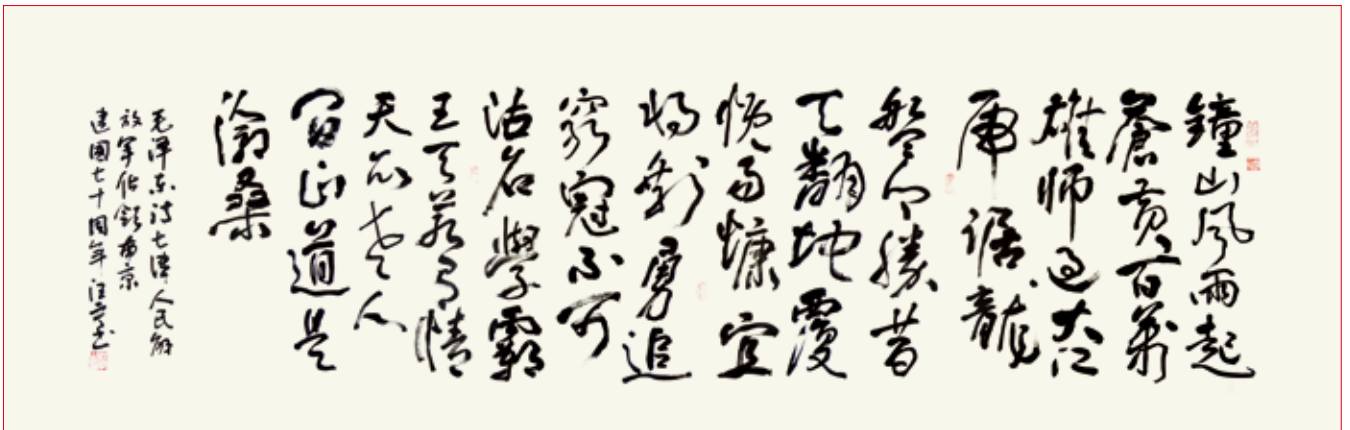 鐘山風雨起
蒼黄百萬
雄師過大江
虎踞龍
盤今勝昔
天翻地覆
慨而慷宜
將剩勇追
窮寇不可
沽名學霸
王天若有情
天亦老人
間正道是
滄桑
毛澤東詩七律人民解
放軍佔領南京
建國七十周年